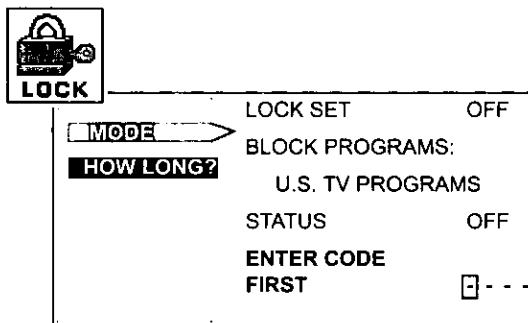 LOCK
MODE
HOW LONG?
LOCK SET OFF
BLOCK PROGRAMS:
U.S. TV PROGRAMS
STATUS OFF
ENTER CODE
FIRST - - - -